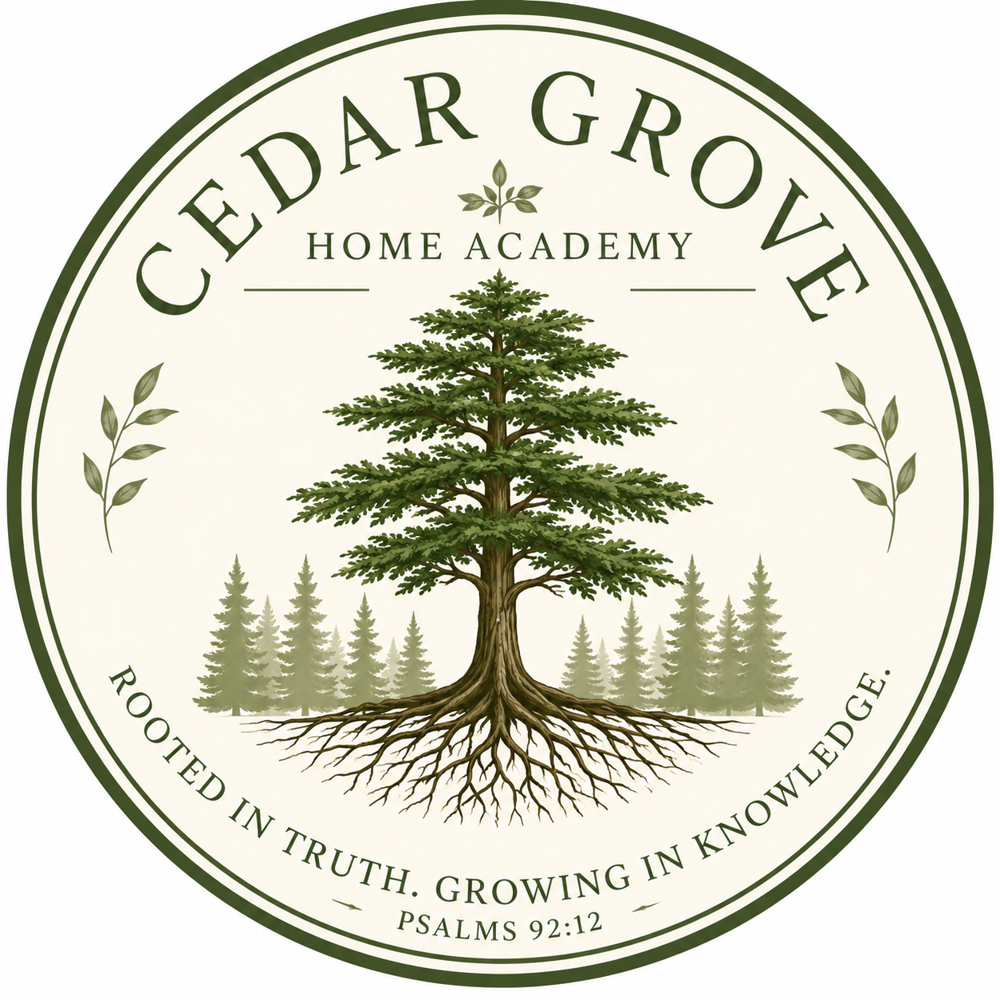 CEDAR GROVE
HOME ACADEMY
ROOTED IN TRUTH. GROWING IN KNOWLEDGE.
PSALMS 92:12